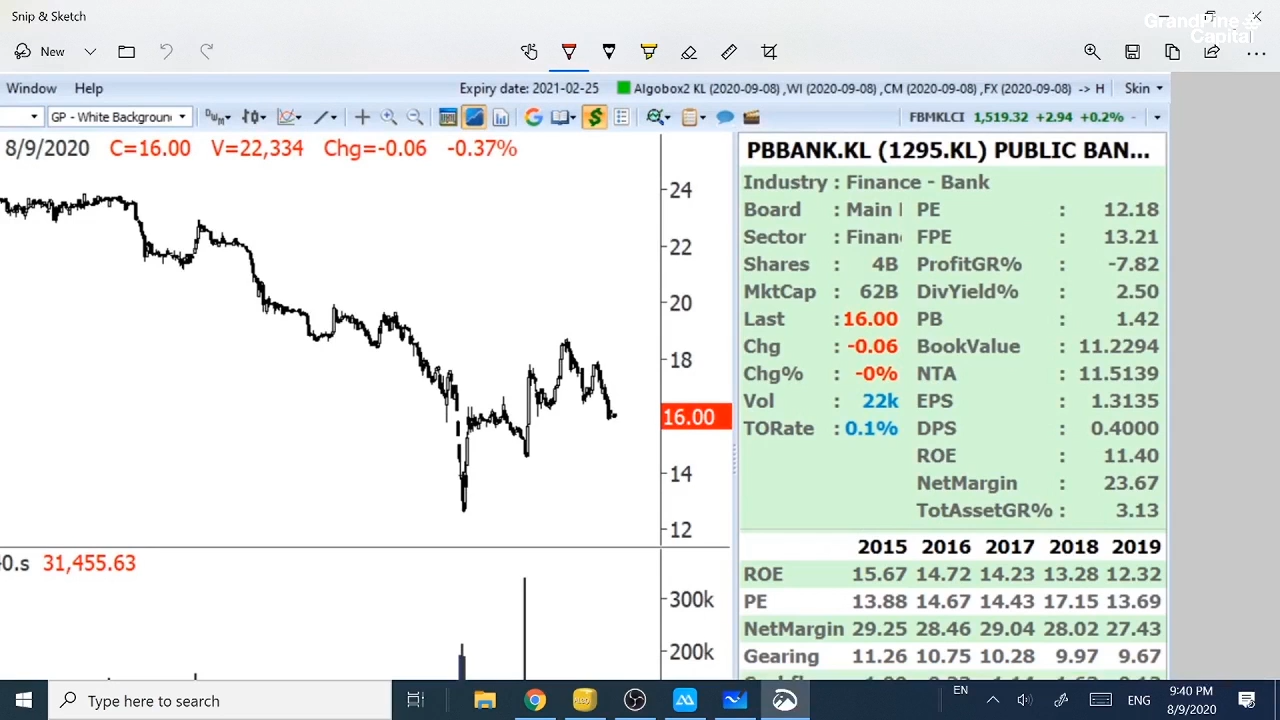 Snip & Sketch
GrandPine Capital
New
Window Help Expiry date: 2021-02-25 Algobox2 KL (2020-09-08) ,WI (2020-09-08) ,CM (2020-09-08) ,FX (2020-09-08) -> H Skin
GP - White Background FBMKLCI 1,519.32 +2.94 +0.2% -
8/9/2020 C=16.00 V=22,334 Chg=-0.06 -0.37%
24
22
20
18
16.00
14
12
0.s 31,455.63
300k
200k
PBBANK.KL (1295.KL) PUBLIC BAN...
Industry : Finance - Bank
Board : Main PE : 12.18
Sector : Finan FPE : 13.21
Shares : 4B ProfitGR% : -7.82
MktCap : 62B DivYield% : 2.50
Last :16.00 PB : 1.42
Chg : -0.06 BookValue : 11.2294
Chg% : -0% NTA : 11.5139
Vol : 22k EPS : 1.3135
TORate : 0.1% DPS : 0.4000
ROE : 11.40
NetMargin : 23.67
TotAssetGR% : 3.13
2015 2016 2017 2018 2019
ROE 15.67 14.72 14.23 13.28 12.32
PE 13.88 14.67 14.43 17.15 13.69
NetMargin 29.25 28.46 29.04 28.02 27.43
Gearing 11.26 10.75 10.28 9.97 9.67
Type here to search
EN
ENG
9:40 PM
8/9/2020